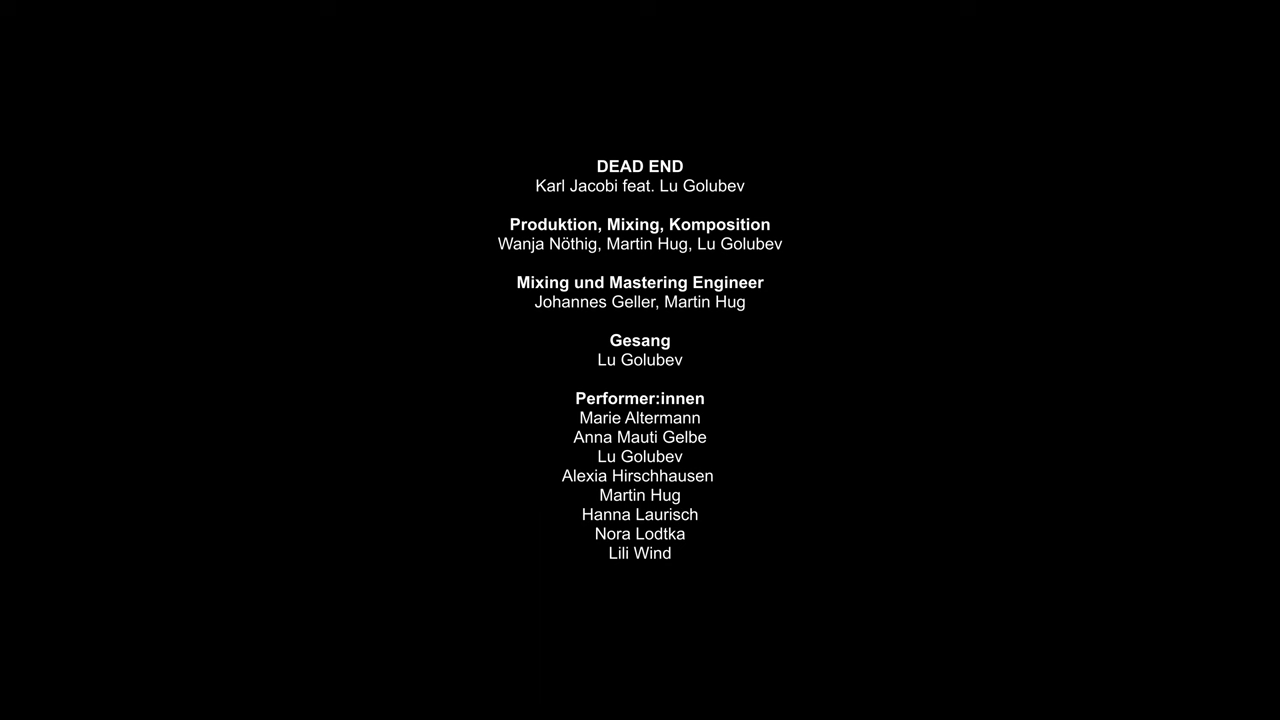 DEAD END
Karl Jacobi feat. Lu Golubev
Produktion, Mixing, Komposition
Wanja Nöthig, Martin Hug, Lu Golubev
Mixing und Mastering Engineer
Johannes Geller, Martin Hug
Gesang
Lu Golubev
Performer:innen
Marie Altermann
Anna Mauti Gelbe
Lu Golubev
Alexia Hirschhausen
Martin Hug
Hanna Laurisch
Nora Lodtka
Lili Wind